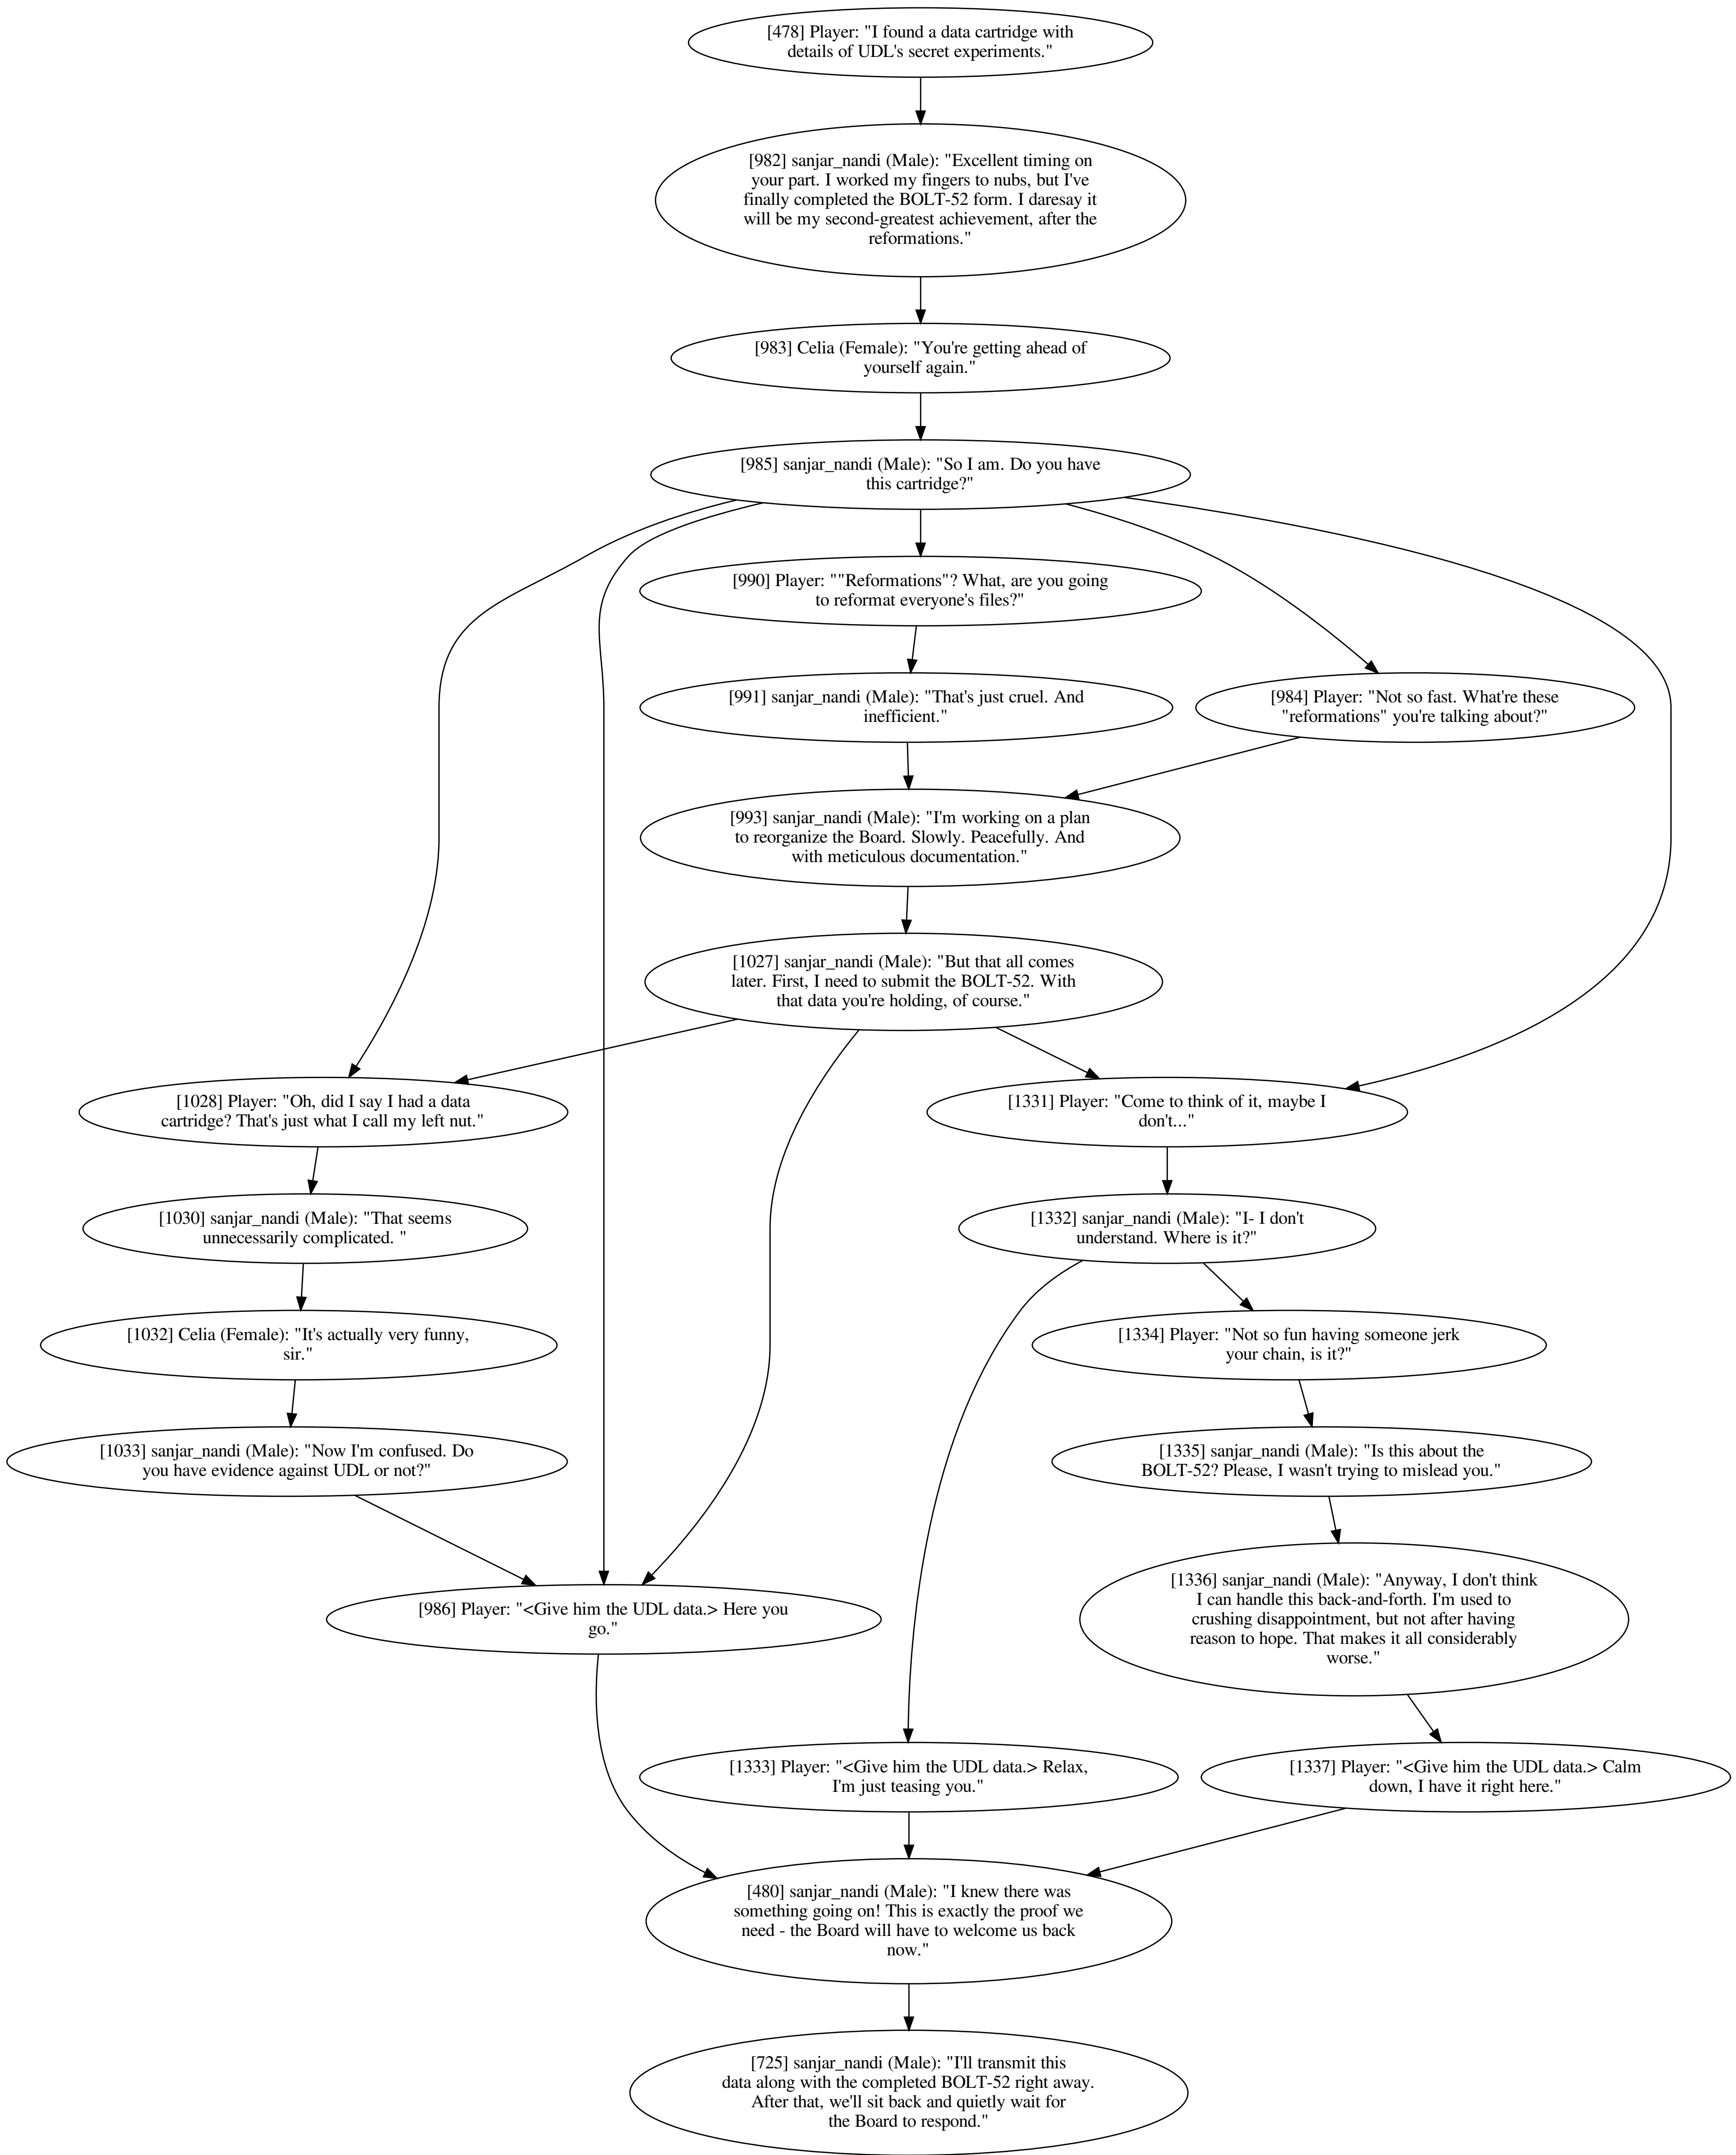 [478] Player: "I found a data cartridge with
details of UDL's secret experiments."
[982] sanjar_nandi (Male): "Excellent timing on
your part. I worked my fingers to nubs, but I've
finally completed the BOLT-52 form. I daresay it
will be my second-greatest achievement, after the
reformations."
[983] Celia (Female): "You're getting ahead of
yourself again."
[985] sanjar_nandi (Male): "So I am. Do you have
this cartridge?"
[990] Player: ""Reformations"? What, are you going
to reformat everyone's files?"
[991] sanjar_nandi (Male): "That's just cruel. And
inefficient."
[984] Player: "Not so fast. What're these
"reformations" you're talking about?"
[993] sanjar_nandi (Male): "I'm working on a plan
to reorganize the Board. Slowly. Peacefully. And
with meticulous documentation."
[1027] sanjar_nandi (Male): "But that all comes
later. First, I need to submit the BOLT-52. With
that data you're holding, of course."
[1028] Player: "Oh, did I say I had a data
cartridge? That's just what I call my left nut."
[1331] Player: "Come to think of it, maybe I
don't..."
[1030] sanjar_nandi (Male): "That seems
unnecessarily complicated. "
[1332] sanjar_nandi (Male): "I- I don't
understand. Where is it?"
[1032] Celia (Female): "It's actually very funny,
sir."
[1334] Player: "Not so fun having someone jerk
your chain, is it?"
[1033] sanjar_nandi (Male): "Now I'm confused. Do
you have evidence against UDL or not?"
[1335] sanjar_nandi (Male): "Is this about the
BOLT-52? Please, I wasn't trying to mislead you."
[986] Player: "<Give him the UDL data.> Here you
go."
[1336] sanjar_nandi (Male): "Anyway, I don't think
I can handle this back-and-forth. I'm used to
crushing disappointment, but not after having
reason to hope. That makes it all considerably
worse."
[1333] Player: "<Give him the UDL data.> Relax,
I'm just teasing you."
[1337] Player: "<Give him the UDL data.> Calm
down, I have it right here."
[480] sanjar_nandi (Male): "I knew there was
something going on! This is exactly the proof we
need - the Board will have to welcome us back
now."
[725] sanjar_nandi (Male): "I'll transmit this
data along with the completed BOLT-52 right away.
After that, we'll sit back and quietly wait for
the Board to respond."